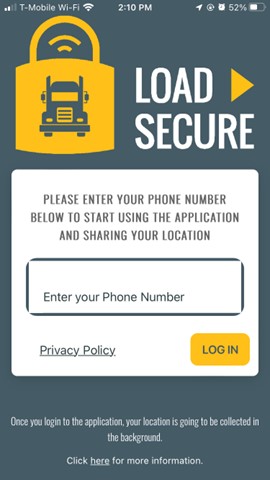 T-Mobile Wi-Fi 2:10 PM 52%
LOAD
SECURE
PLEASE ENTER YOUR PHONE NUMBER
BELOW TO START USING THE APPLICATION
AND SHARING YOUR LOCATION
Enter your Phone Number
Privacy Policy LOG IN
Once you login to the application, your location is going to be collected in
the background.
Click here for more information.